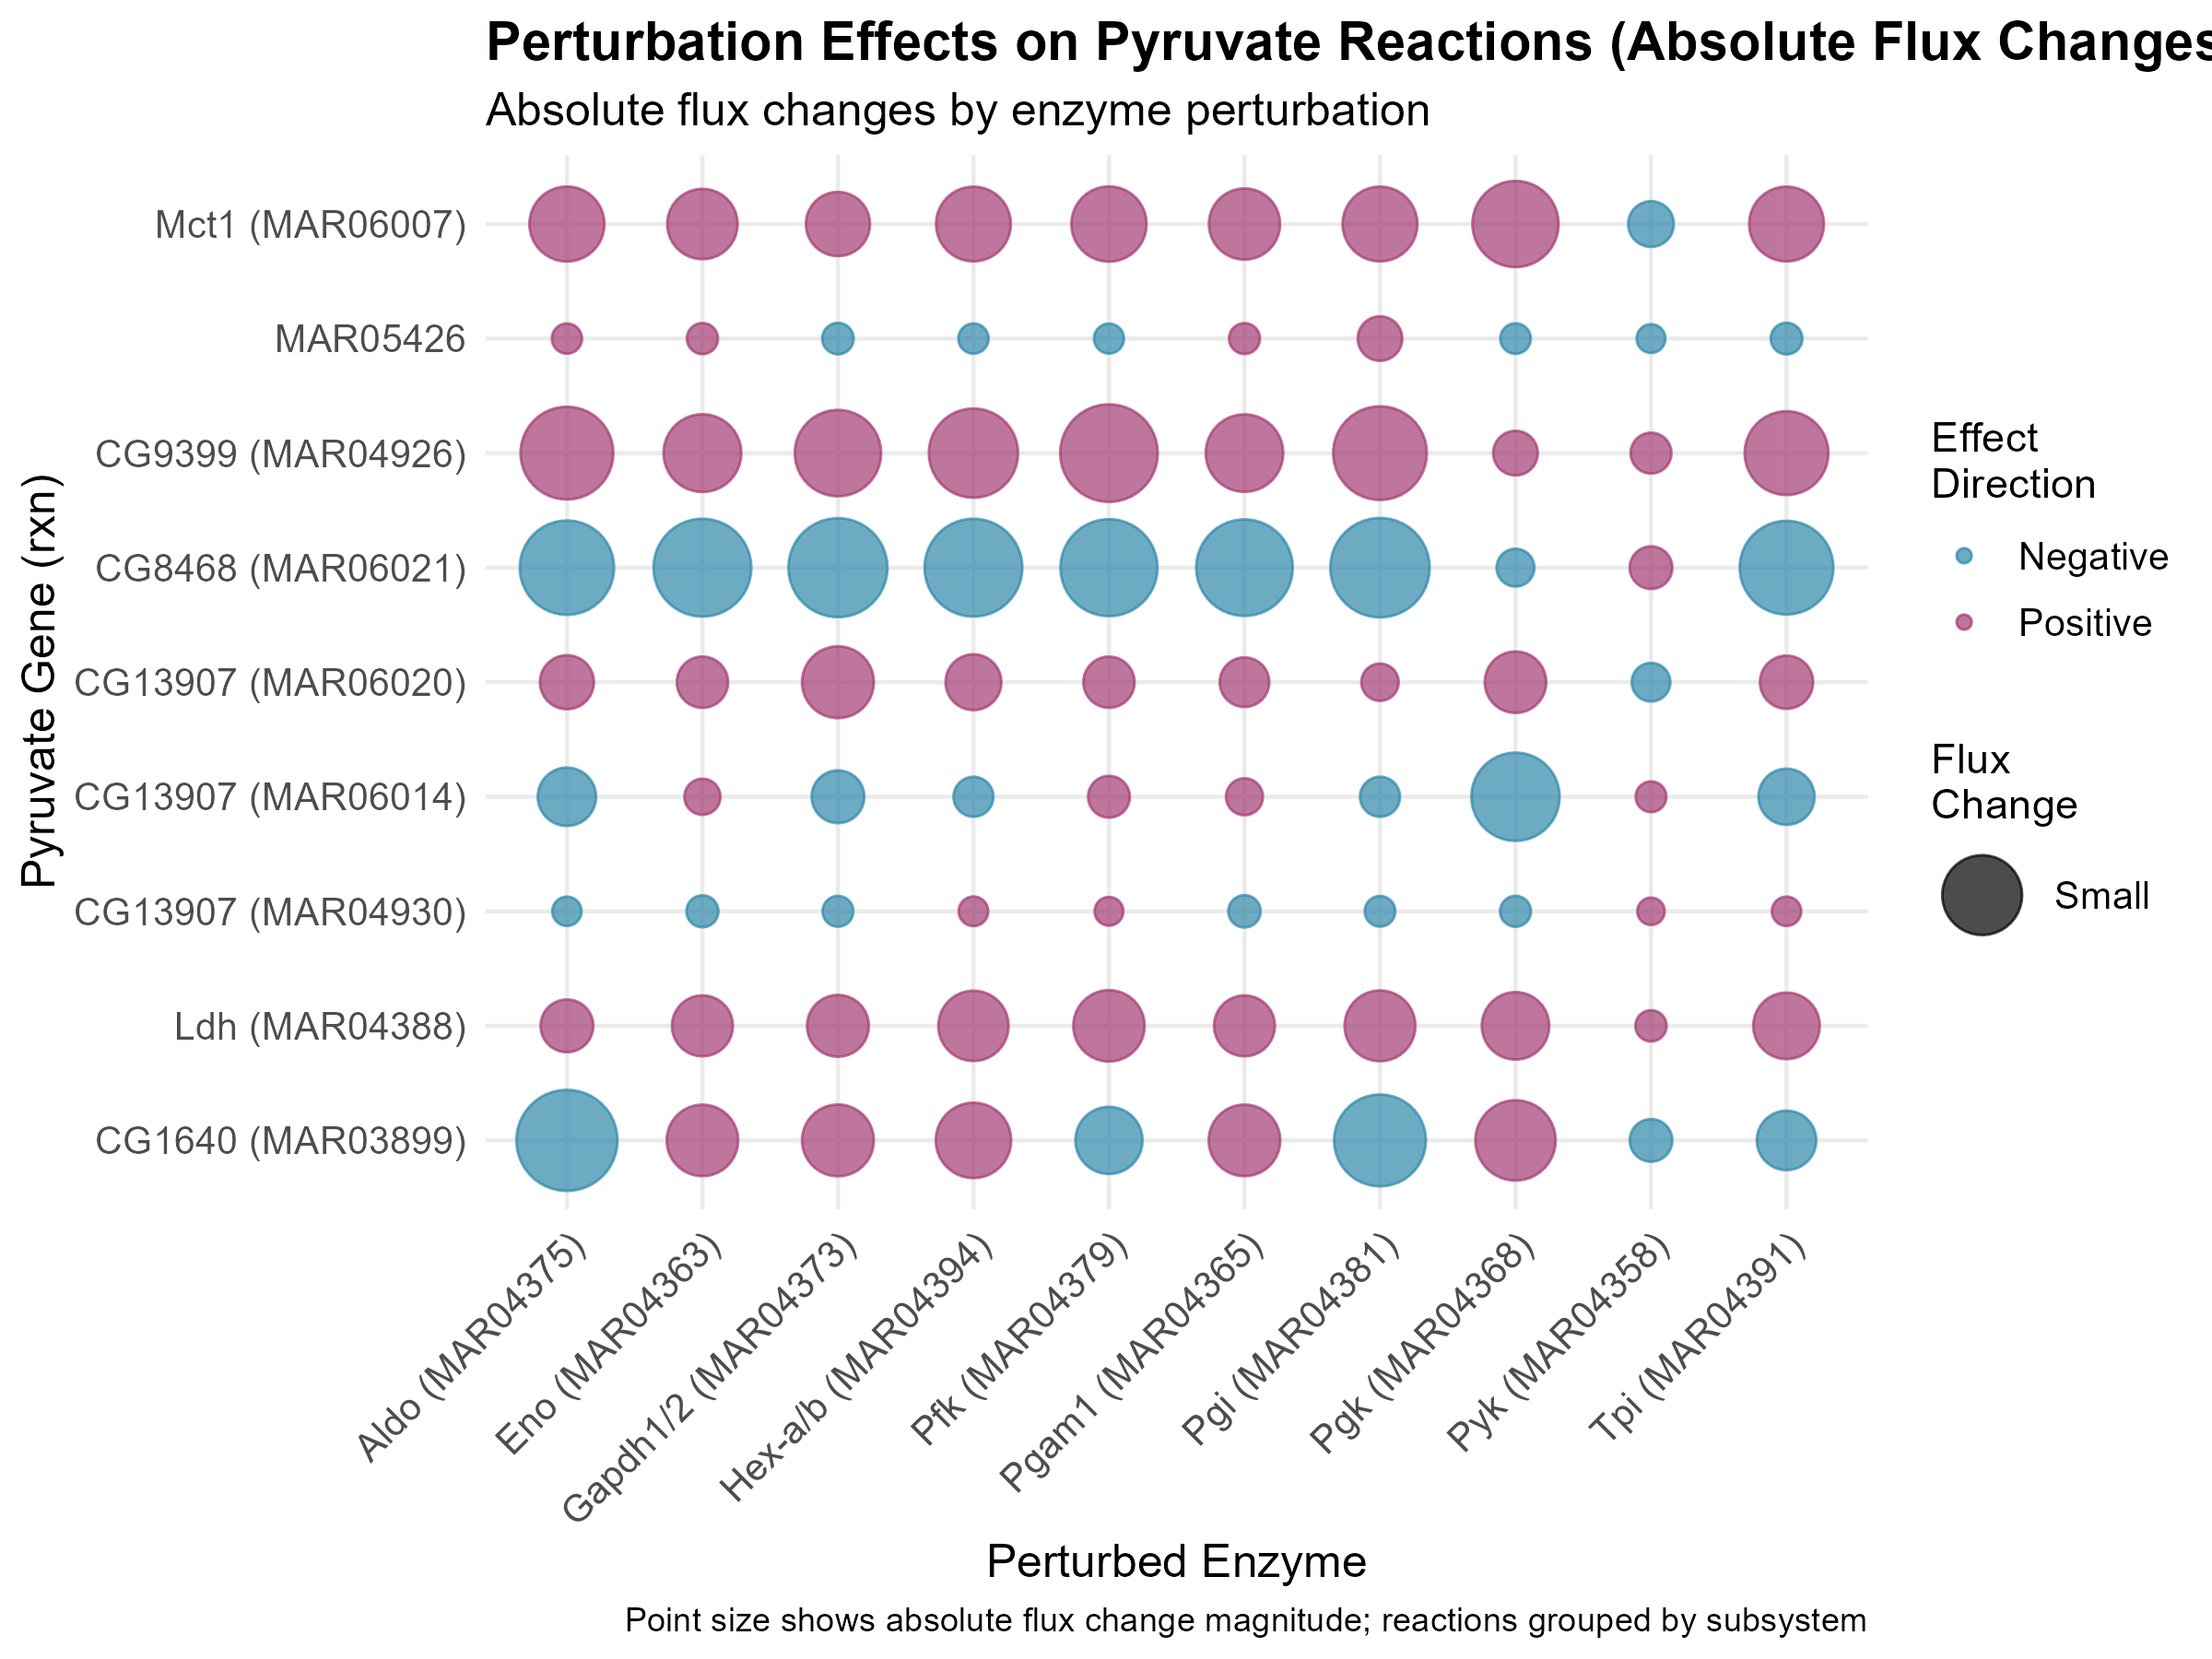 Perturbation Effects on Pyruvate Reactions (Absolute Flux Changes
Absolute flux changes by enzyme perturbation
Pyruvate Gene (rxn)
Mct1 (MAR06007)
MAR05426
CG9399 (MAR04926)
CG8468 (MAR06021)
CG13907 (MAR06020)
CG13907 (MAR06014)
CG13907 (MAR04930)
Ldh (MAR04388)
CG1640 (MAR03899)
Aldo (MAR04375)
Eno (MAR04363)
Gapdh1/2 (MAR04373)
Hex-a/b (MAR04394)
Pfk (MAR04379)
Pgam1 (MAR04365)
Pgi (MAR04381)
Pgk (MAR04368)
Pyk (MAR04358)
Tpi (MAR04391)
Perturbed Enzyme
Point size shows absolute flux change magnitude; reactions grouped by subsystem
Effect
Direction
Negative
Positive
Flux
Change
Small